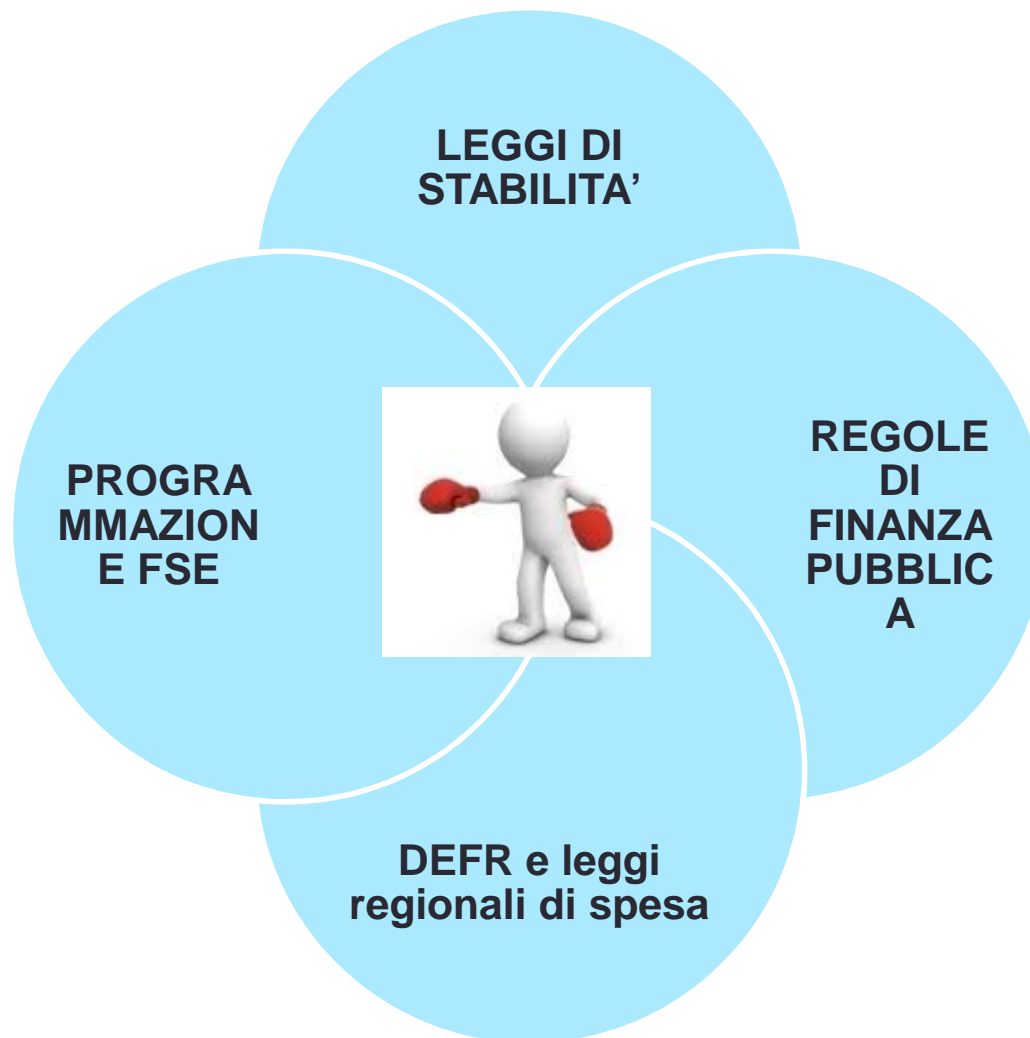 LEGGI DI
STABILITA’
PROGRA
MMAZION
E FSE
REGOLE
DI
FINANZA
PUBBLIC
A
DEFR e leggi
regionali di spesa